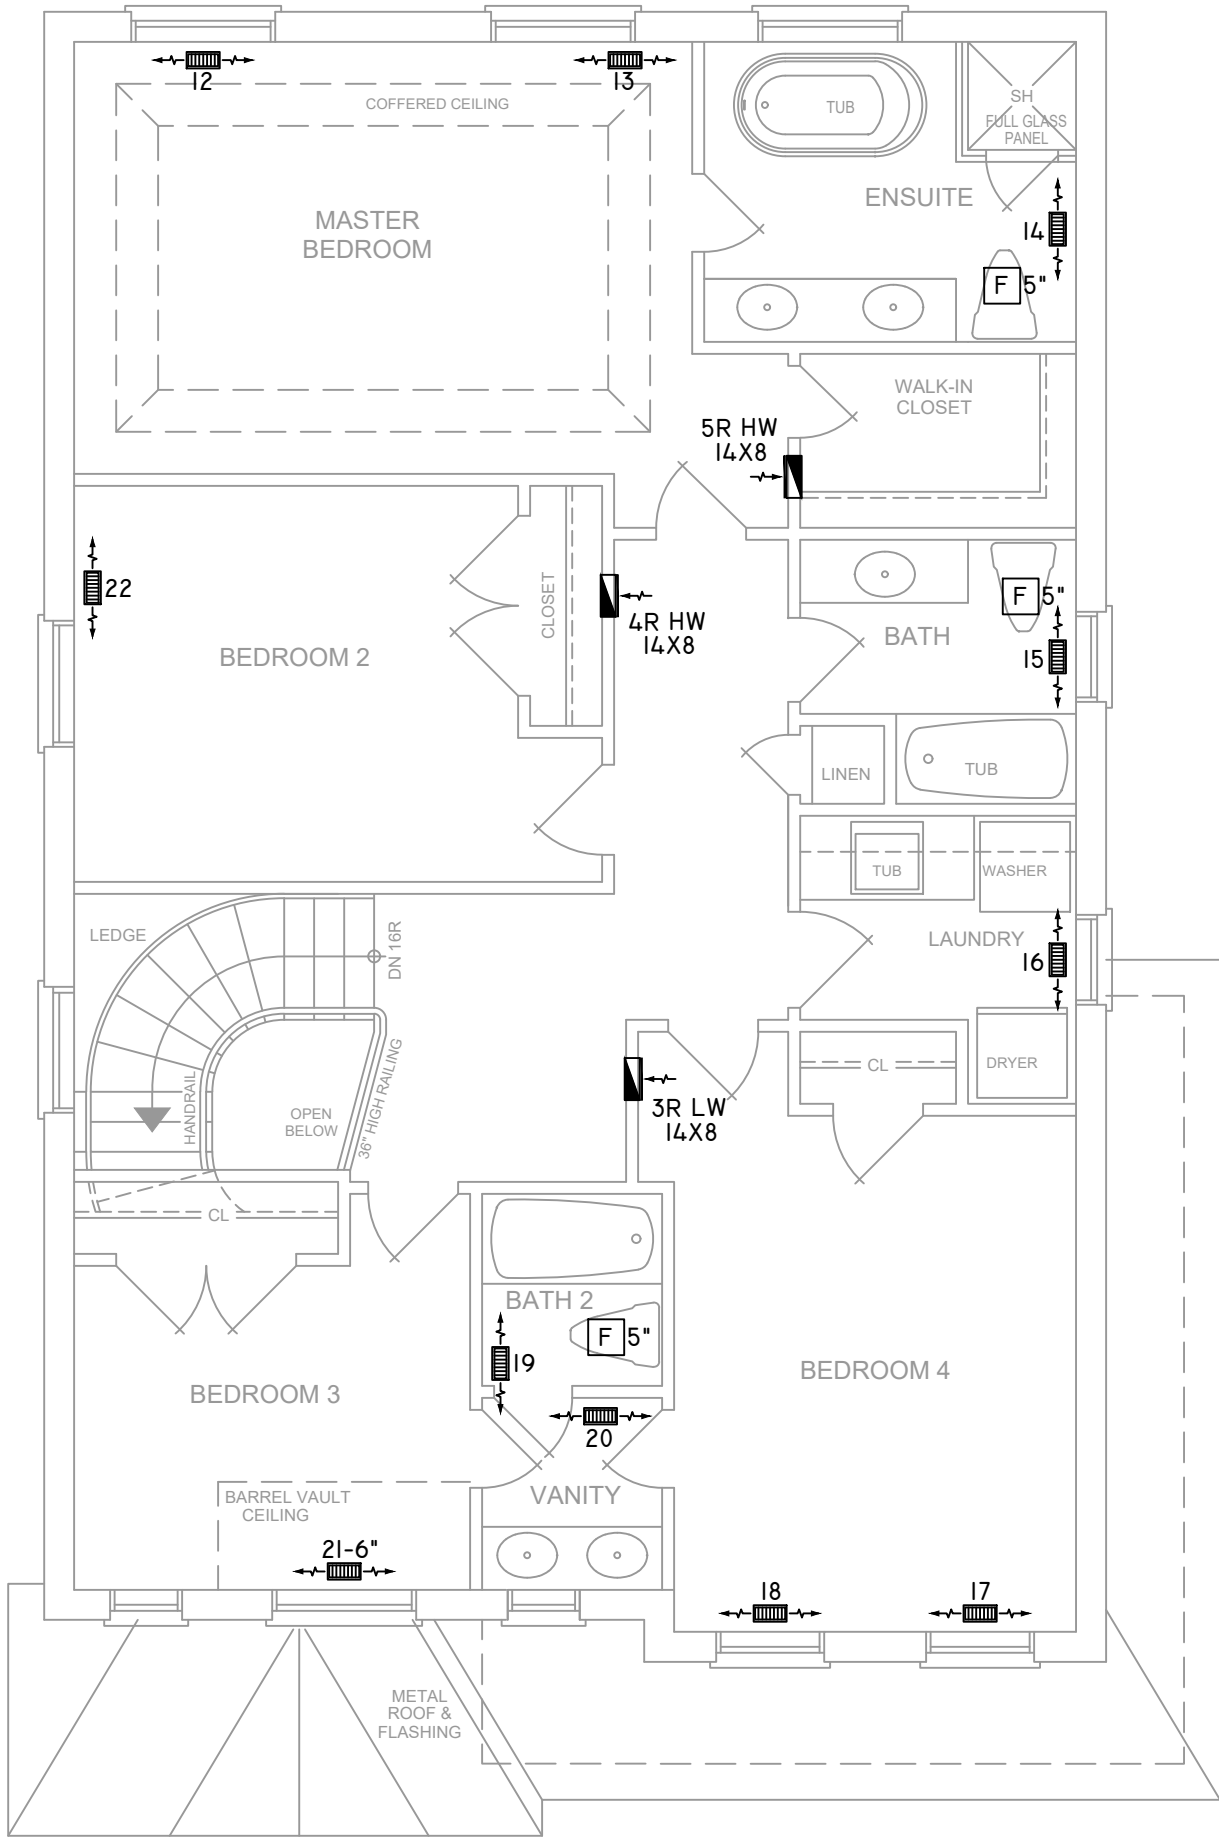 12
13
COFFERED CEILING
TUB
SH
FULL GLASS
PANEL
MASTER
BEDROOM
ENSUITE
14
F 5"
WALK-IN
CLOSET
5R HW
14X8
22
CLOSET
4R HW
14X8
BEDROOM 2
F 5"
BATH
15
LINEN
TUB
TUB
WASHER
LEDGE
DN 16R
LAUNDRY
16
HANDRAIL
OPEN
BELOW
36" HIGH RAILING
3R LW
14X8
CL
DRYER
CL
BATH 2
F 5"
19
BEDROOM 3
BEDROOM 4
20
VANITY
BARREL VAULT
CEILING
21-6"
18
17
METAL
ROOF &
FLASHING